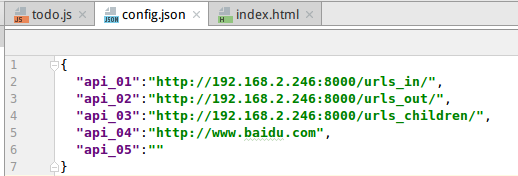 todo.js config.json index.html
JS JSON H
1 {
2 "api_01":"http://192.168.2.246:8000/urls_in/",
3 "api_02":"http://192.168.2.246:8000/urls_out/",
4 "api_03":"http://192.168.2.246:8000/urls_children/",
5 "api_04":"http://www.baidu.com",
6 "api_05":""
7 }